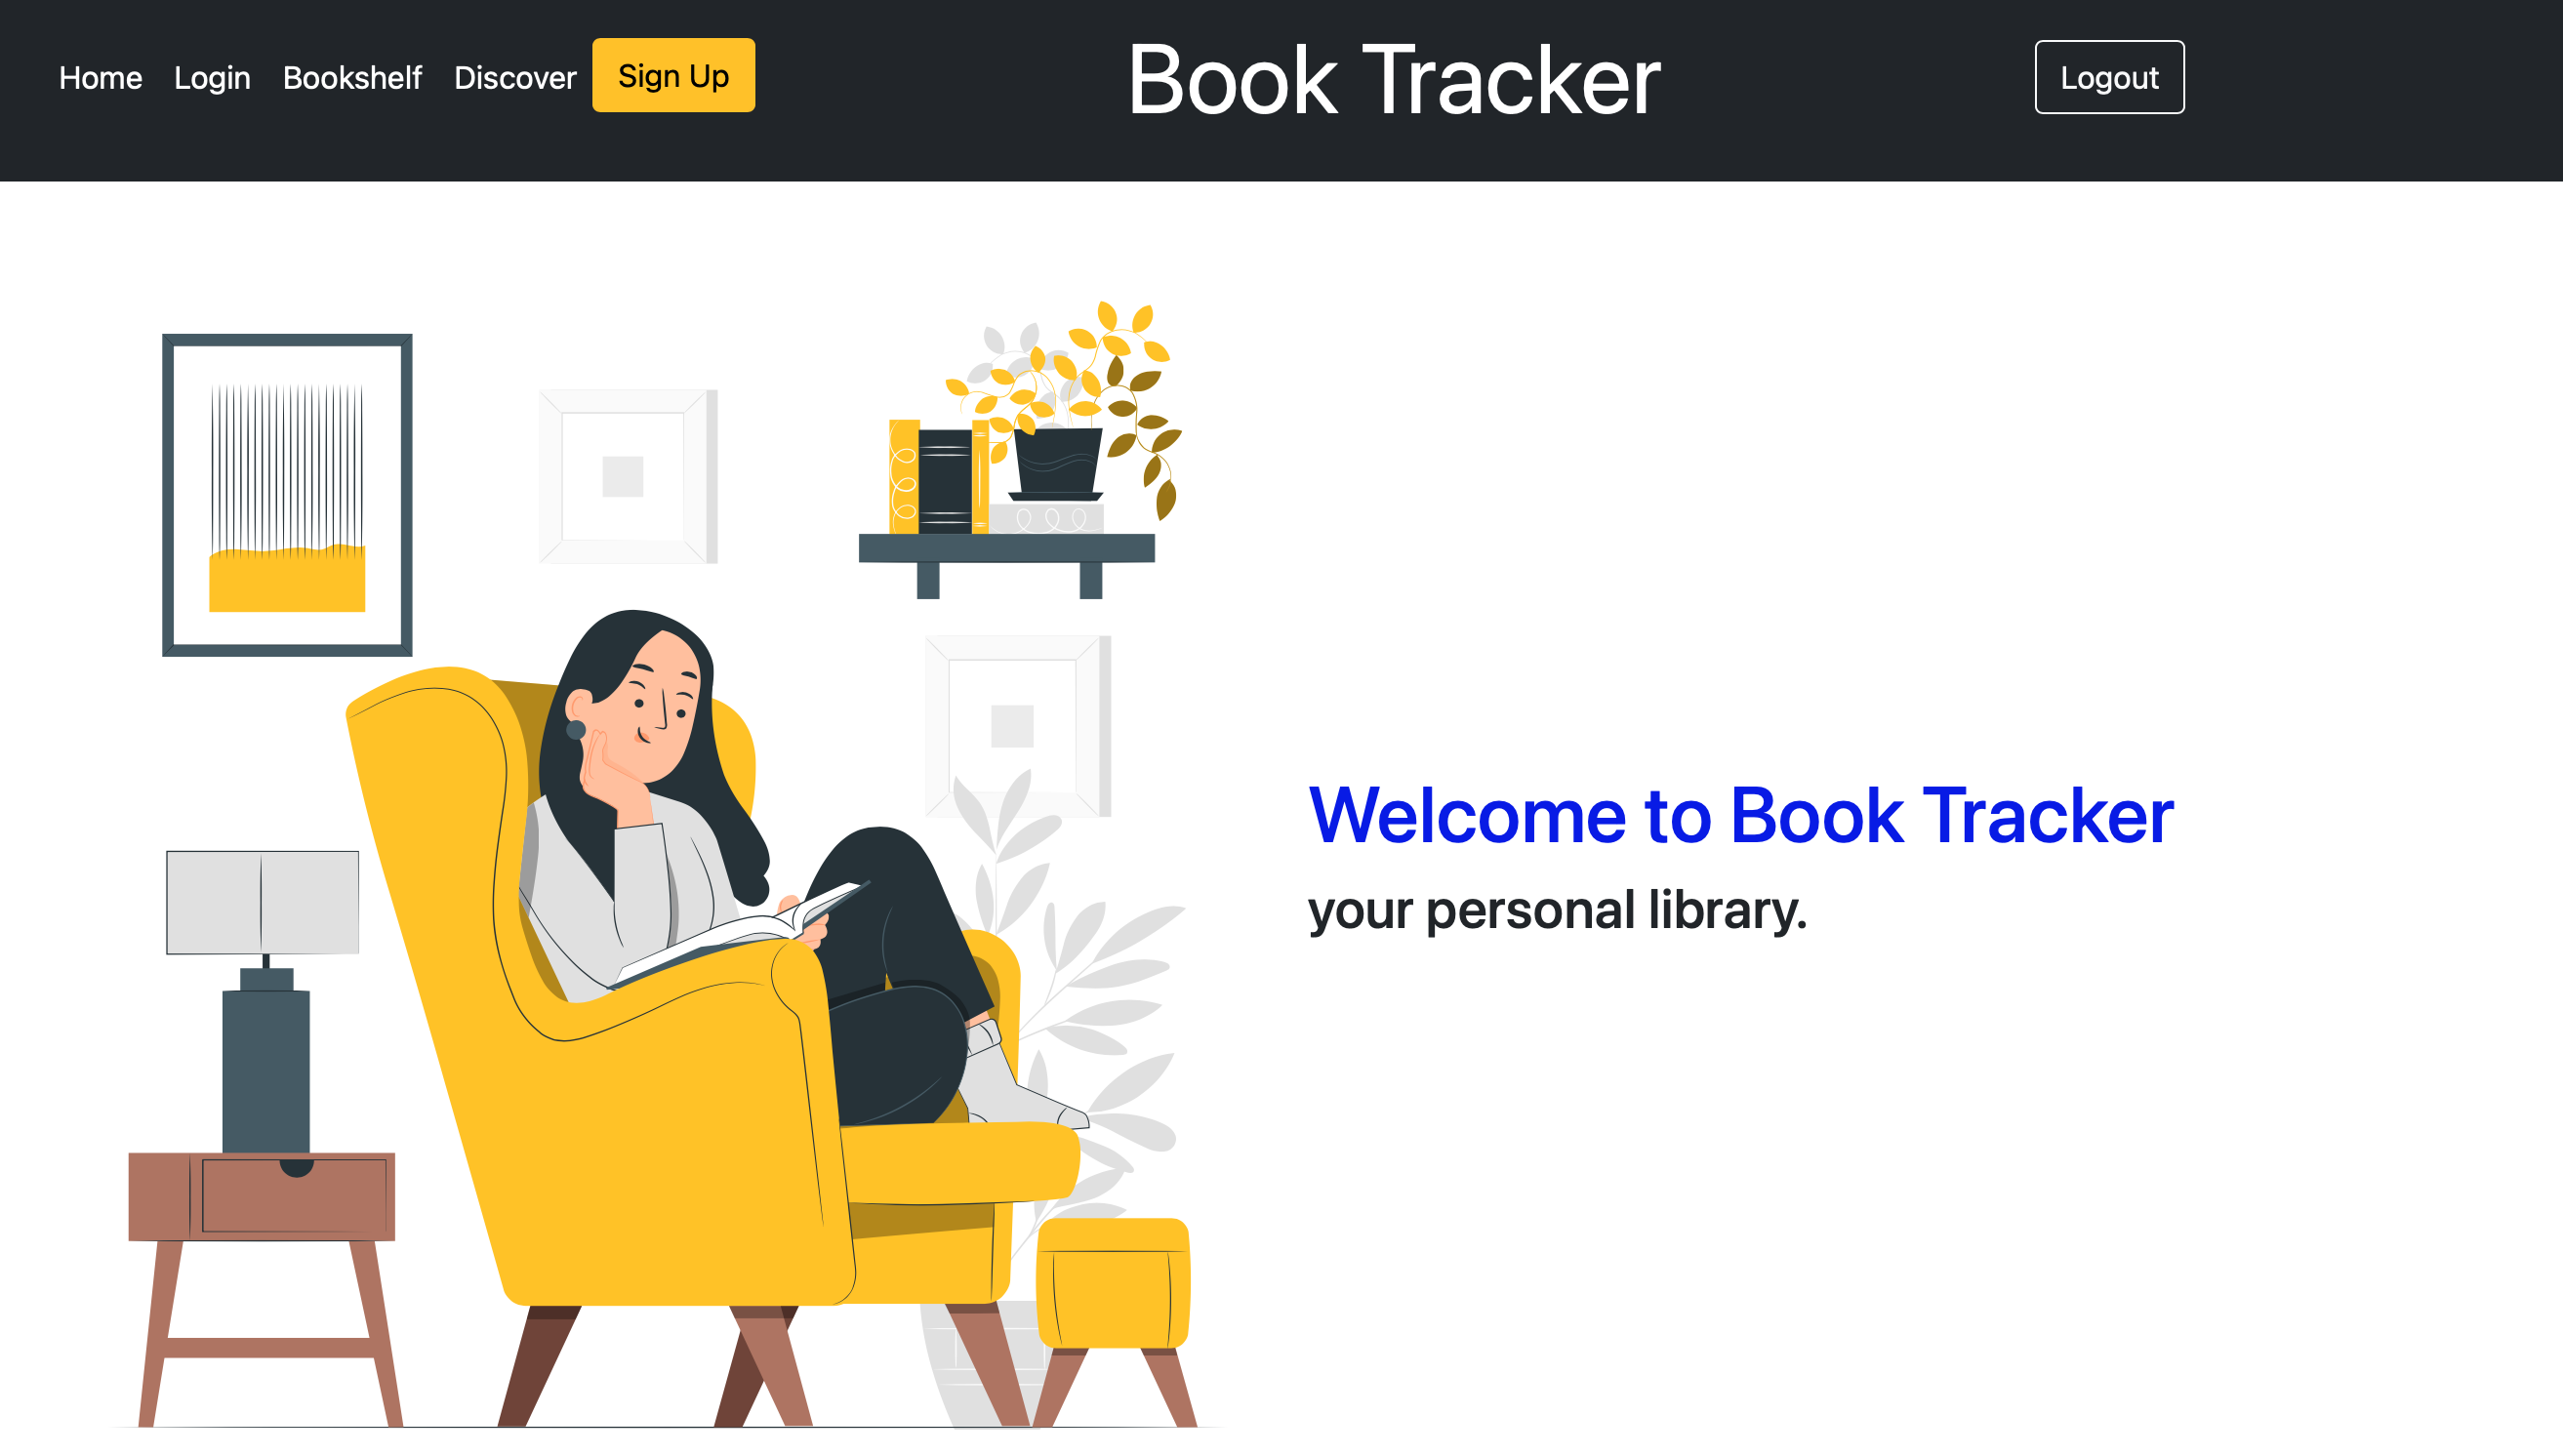 Home Login Bookshelf Discover Sign Up Book Tracker Logout
Welcome to Book Tracker
your personal library.